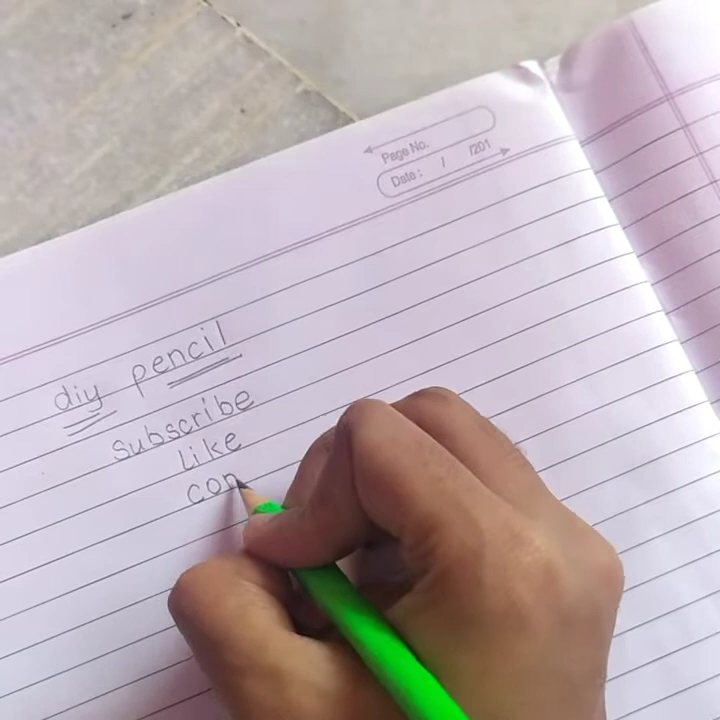 Page No.
Date : / /201
diy pencil
subscribe
Like
con